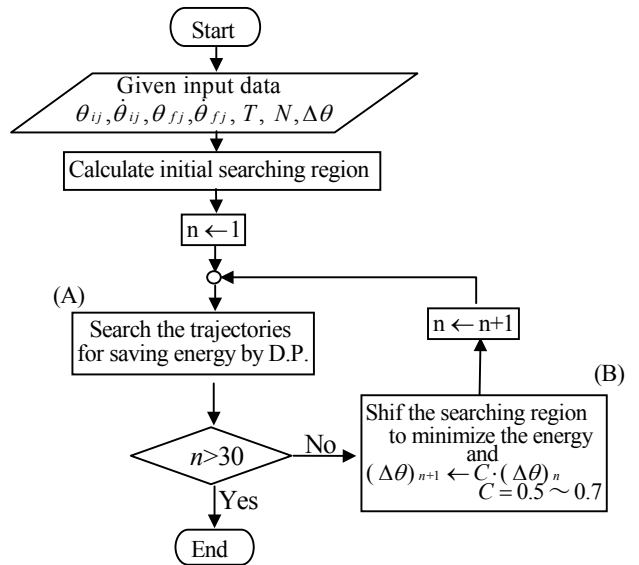 Start
Given input data
θ ij , θ̇ ij , θ fj , θ̇ fj , T, N, Δθ
Calculate initial searching region
n ← 1
(A)
Search the trajectories
for saving energy by D.P.
n>30
No
Yes
End
n ← n+1
(B)
Shif the searching region
to minimize the energy
and
(Δθ) n+1 ← C·(Δθ) n
C = 0.5 ～ 0.7